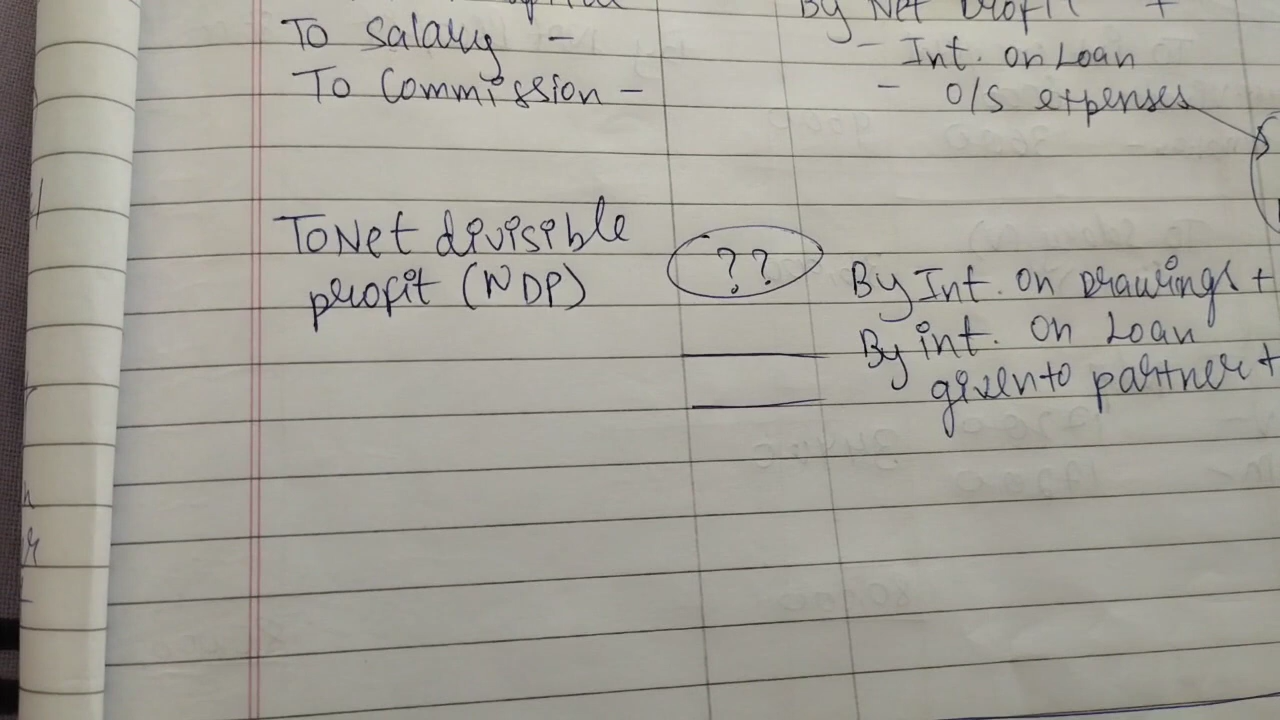 To Salary -
To Commission -
By Net Profit +
- Int. on Loan
- O/S expenses
To Net divisible
profit (NDP)
??
By Int. on Drawings +
By int. on Loan
given to partner +